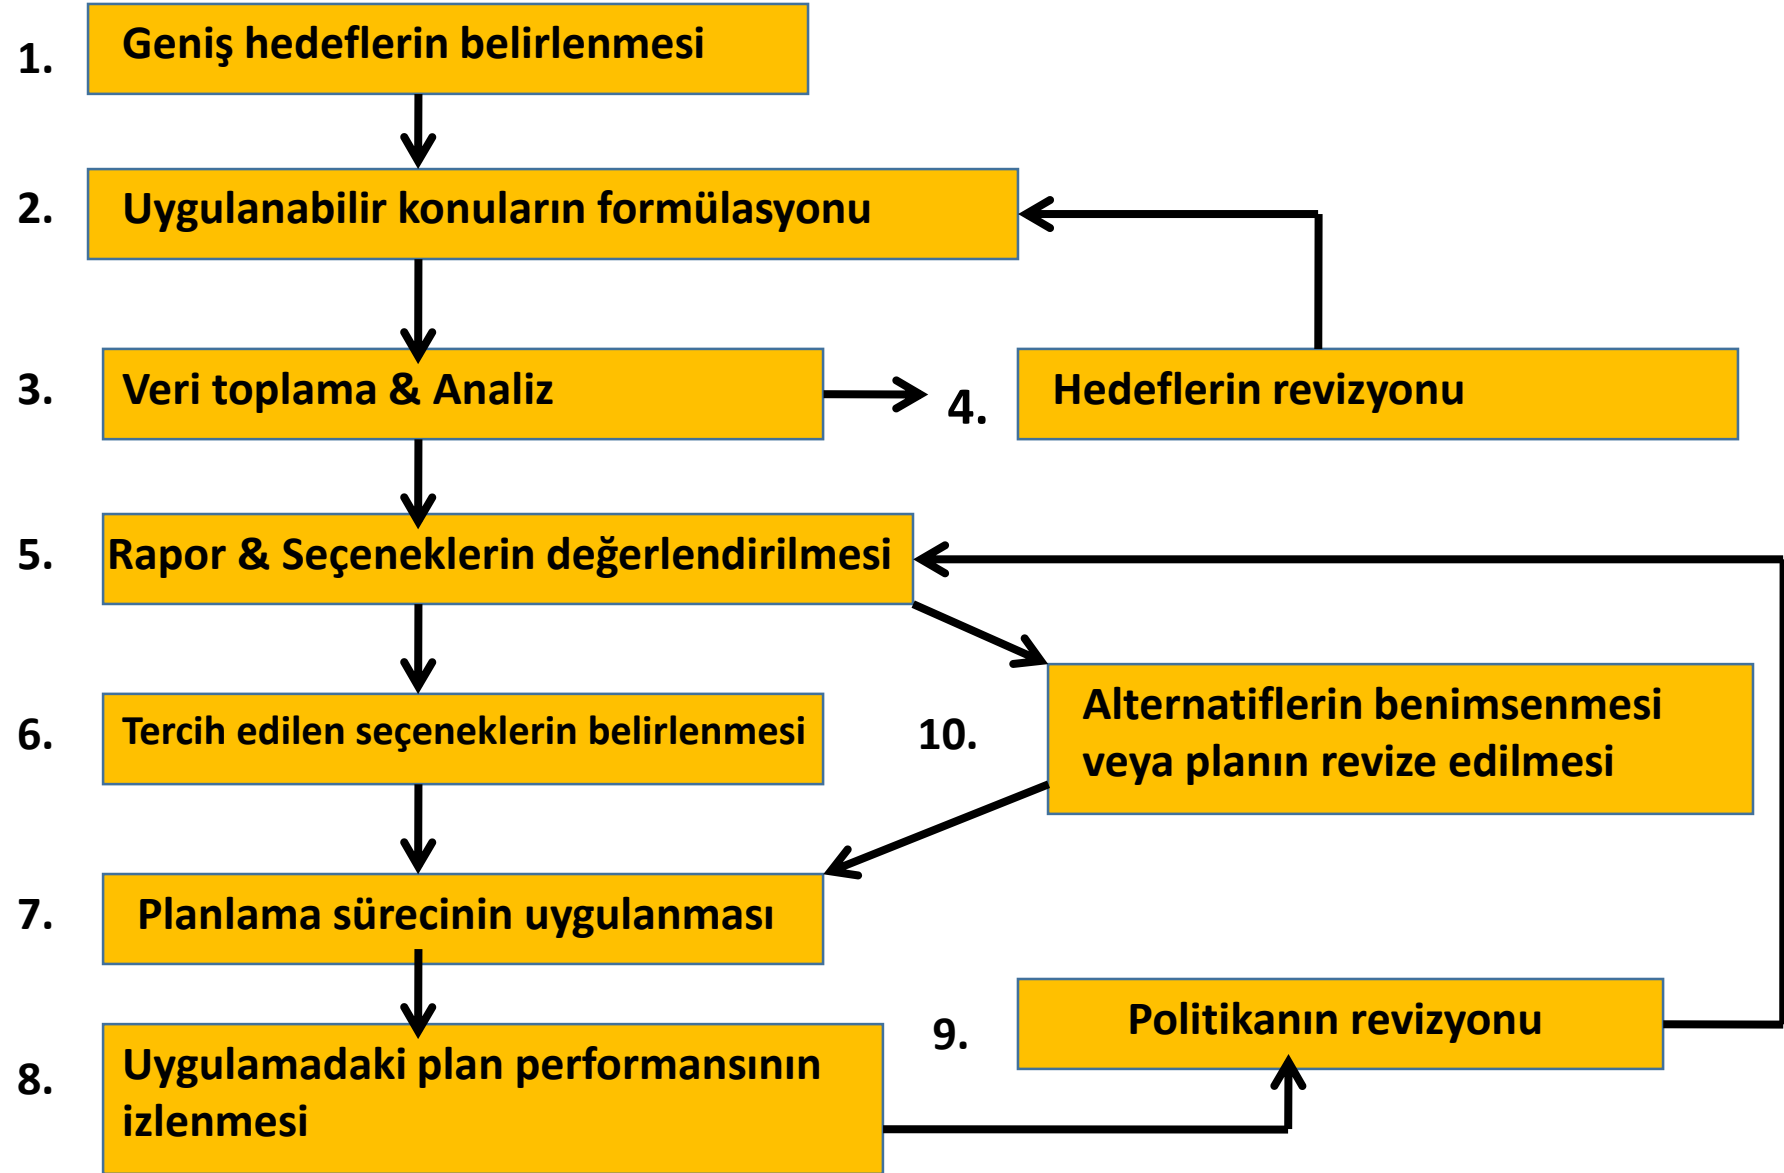 1. Geniş hedeflerin belirlenmesi
2. Uygulanabilir konuların formülasyonu
3. Veri toplama & Analiz
4. Hedeflerin revizyonu
5. Rapor & Seçeneklerin değerlendirilmesi
6. Tercih edilen seçeneklerin belirlenmesi
10. Alternatiflerin benimsenmesi
veya planın revize edilmesi
7. Planlama sürecinin uygulanması
9. Politikanın revizyonu
8. Uygulamadaki plan performansının
izlenmesi